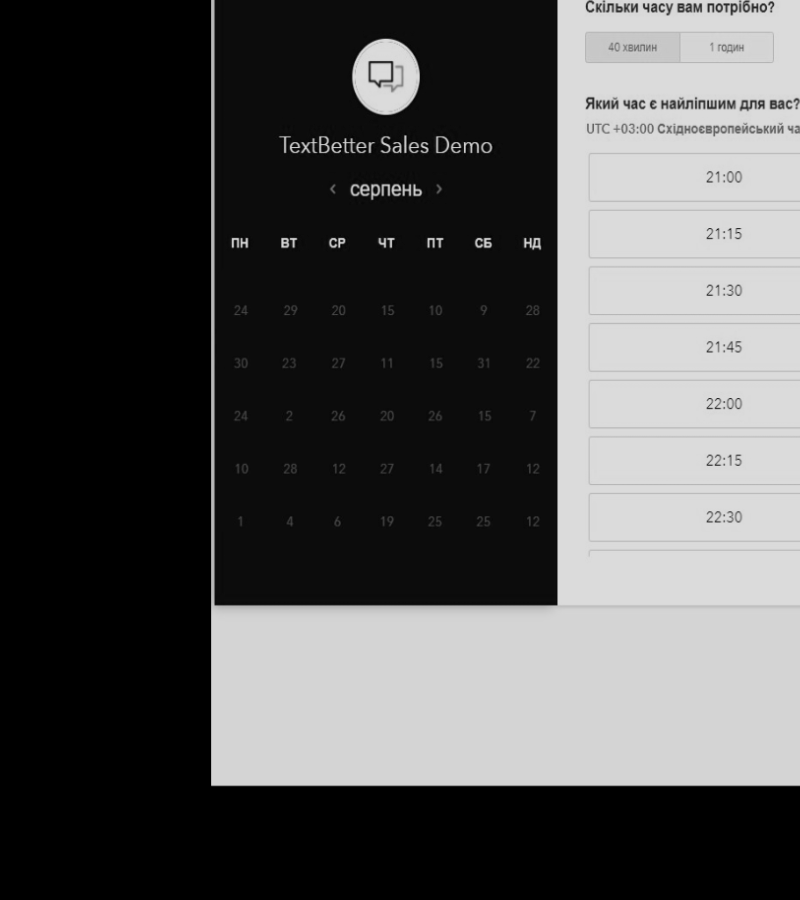 TextBetter Sales Demo
‹ серпень ›
ПН ВТ СР ЧТ ПТ СБ НД
24 29 20 15 10 9 28
30 23 27 11 15 31 22
24 2 26 20 26 15 7
10 28 12 27 14 17 12
1 4 6 19 25 25 12
Скільки часу вам потрібно?
40 хвилин 1 годин
Який час є найліпшим для вас?
UTC +03:00 Східноєвропейський
21:00
21:15
21:30
21:45
22:00
22:15
22:30